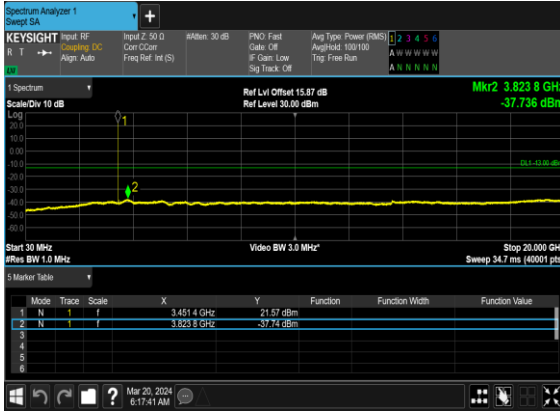 Spectrum Analyzer 1
Swept SA
+
KEYSIGHT
R T
Input: RF
Coupling: DC
Align: Auto
Input Z: 50 Ω
Corr CCorr
Freq Ref: Int (S)
#Atten: 30 dB
PNO: Fast
Gate: Off
IF Gain: Low
Sig Track: Off
Avg Type: Power (RMS)
Avg|Hold: 100/100
Trig: Free Run
1 2 3 4 5 6
A W W W W W
A N N N N N
1 Spectrum
Scale/Div 10 dB
Ref Lvl Offset 15.87 dB
Ref Level 30.00 dBm
Mkr2 3.823 8 GHz
-37.736 dBm
Log
20.0
10.0
0.00
-10.0
-20.0
-30.0
-40.0
-50.0
-60.0
1
2
DL1 -13.00 dBm
Start 30 MHz
#Res BW 1.0 MHz
Video BW 3.0 MHz*
Stop 20.000 GH
Sweep 34.7 ms (40001 pts
5 Marker Table
Mode Trace Scale X Y Function Function Width Function Value
1 N 1 f 3.451 4 GHz 21.57 dBm
2 N 1 f 3.823 8 GHz -37.74 dBm
3
4
5
6
?
Mar 20, 2024
6:17:41 AM